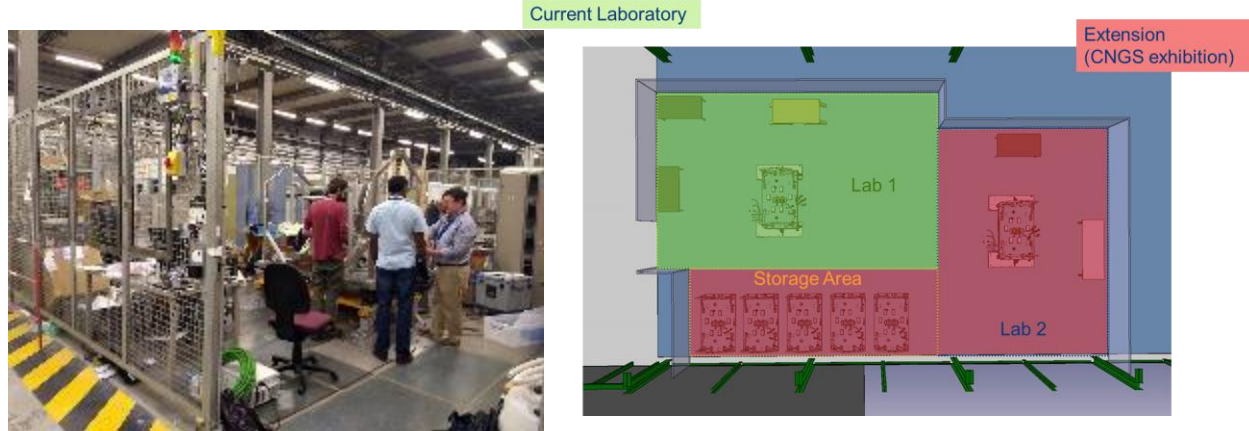 Current Laboratory
Extension
(CNGS exhibition)
Lab 1
Storage Area
Lab 2